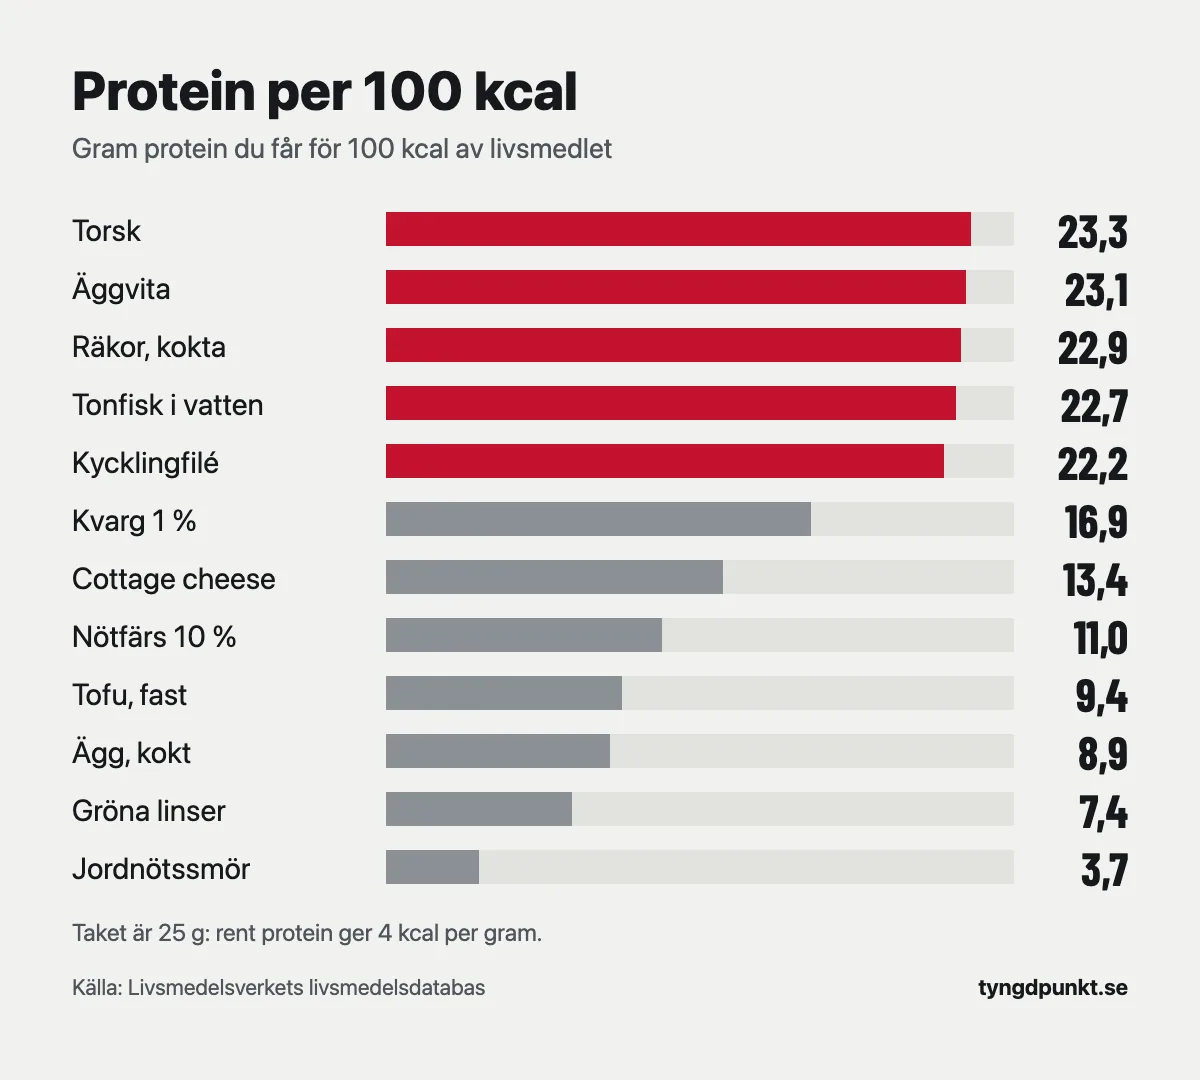 Protein per 100 kcal
Gram protein du får för 100 kcal av livsmedlet
Torsk 23,3
Äggvita 23,1
Räkor, kokta 22,9
Tonfisk i vatten 22,7
Kycklingfilé 22,2
Kvarg 1 % 16,9
Cottage cheese 13,4
Nötfärs 10 % 11,0
Tofu, fast 9,4
Ägg, kokt 8,9
Gröna linser 7,4
Jordnötssmör 3,7
Taket är 25 g: rent protein ger 4 kcal per gram.
Källa: Livsmedelsverkets livsmedelsdatabas tyngdpunkt.se